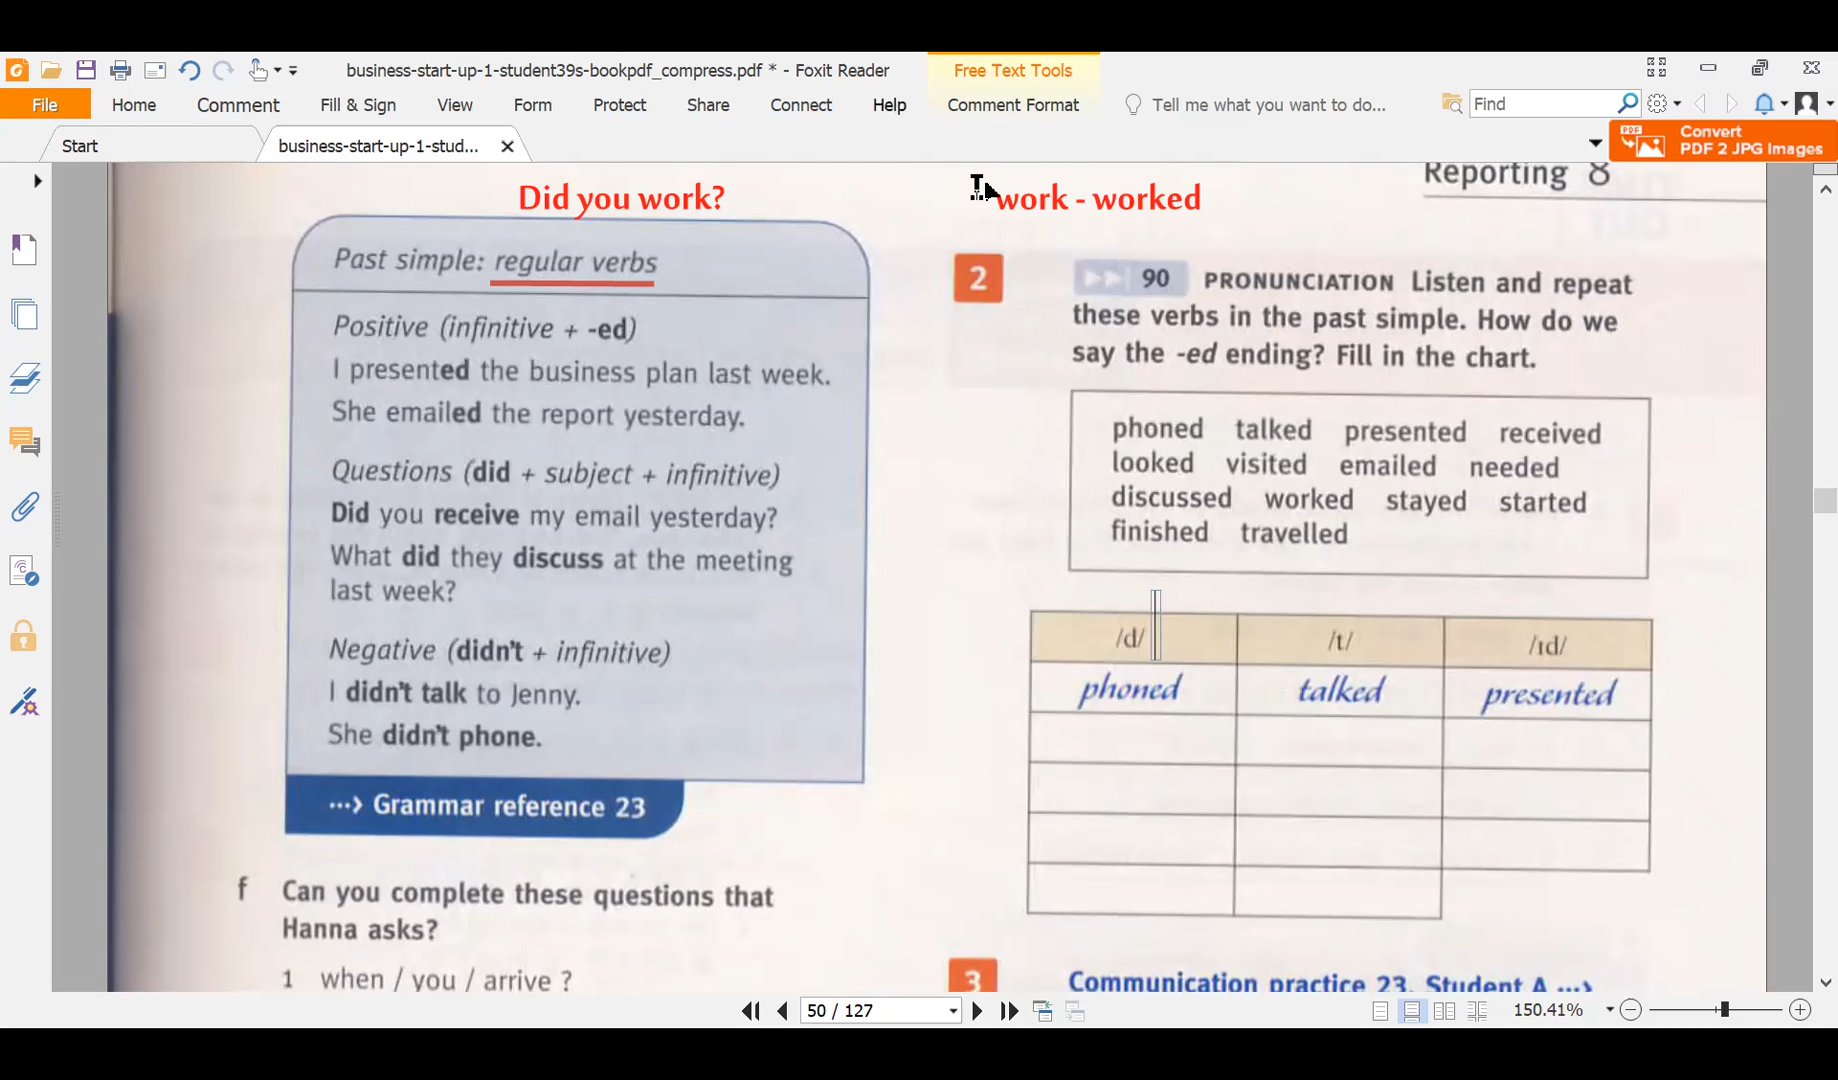 business-start-up-1-student39s-bookpdf_compress.pdf * - Foxit Reader
Free Text Tools
File
Home
Comment
Fill & Sign
View
Form
Protect
Share
Connect
Help
Comment Format
Tell me what you want to do...
Find
Start
business-start-up-1-stud...
Convert
PDF 2 JPG Images
Reporting 8
Did you work?
work - worked
Past simple: regular verbs
Positive (infinitive + -ed)
I presented the business plan last week.
She emailed the report yesterday.
Questions (did + subject + infinitive)
Did you receive my email yesterday?
What did they discuss at the meeting
last week?
Negative (didn't + infinitive)
I didn't talk to Jenny.
She didn't phone.
···› Grammar reference 23
f Can you complete these questions that
Hanna asks?
1 when / you / arrive ?
2 90 PRONUNCIATION Listen and repeat
these verbs in the past simple. How do we
say the -ed ending? Fill in the chart.
phoned talked presented received
looked visited emailed needed
discussed worked stayed started
finished travelled
/d/ /t/ /ɪd/
phoned talked presented
3 Communication practice 23. Student A ···›
50 / 127
150.41%